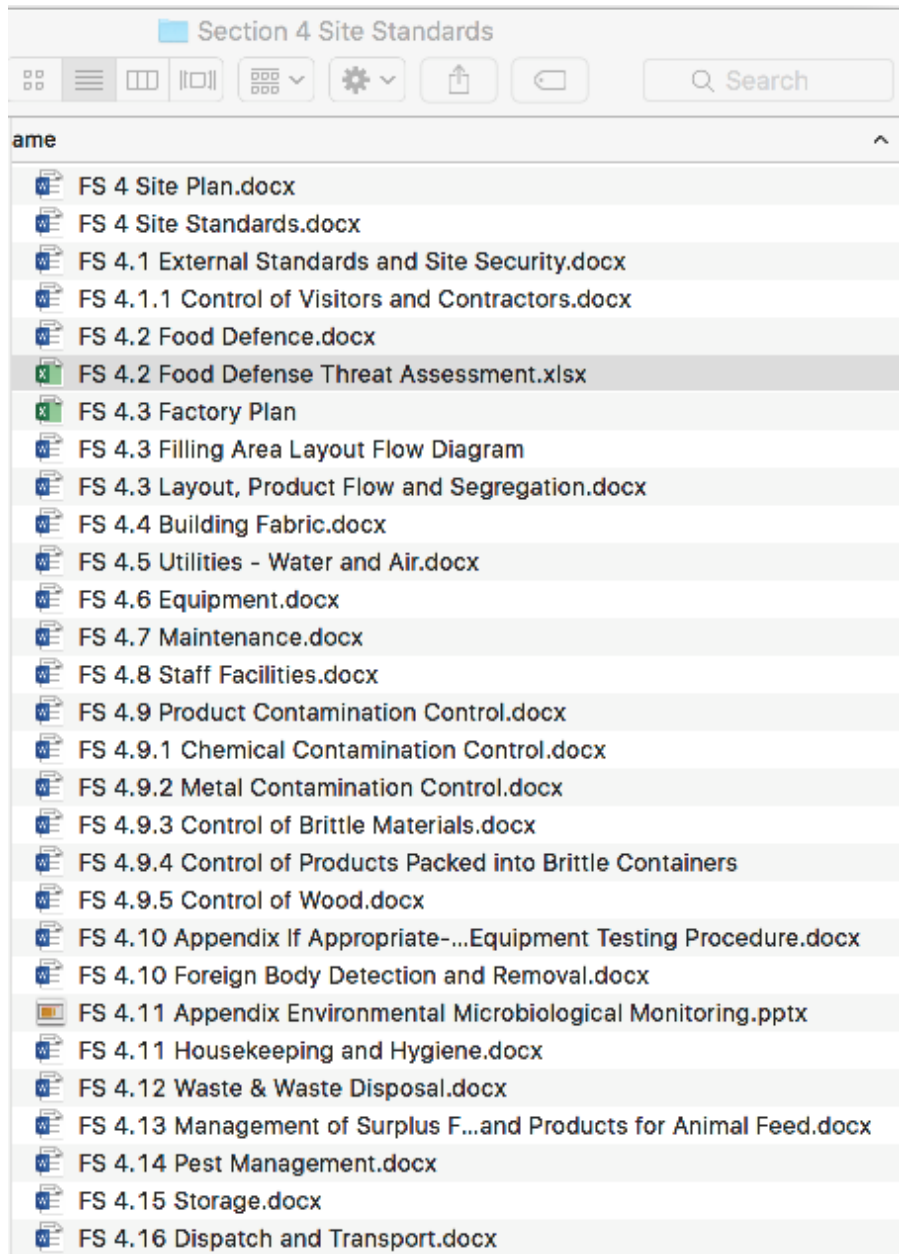 Section 4 Site Standards
Search
ame
FS 4 Site Plan.docx
FS 4 Site Standards.docx
FS 4.1 External Standards and Site Security.docx
FS 4.1.1 Control of Visitors and Contractors.docx
FS 4.2 Food Defence.docx
FS 4.2 Food Defense Threat Assessment.xlsx
FS 4.3 Factory Plan
FS 4.3 Filling Area Layout Flow Diagram
FS 4.3 Layout, Product Flow and Segregation.docx
FS 4.4 Building Fabric.docx
FS 4.5 Utilities - Water and Air.docx
FS 4.6 Equipment.docx
FS 4.7 Maintenance.docx
FS 4.8 Staff Facilities.docx
FS 4.9 Product Contamination Control.docx
FS 4.9.1 Chemical Contamination Control.docx
FS 4.9.2 Metal Contamination Control.docx
FS 4.9.3 Control of Brittle Materials.docx
FS 4.9.4 Control of Products Packed into Brittle Containers
FS 4.9.5 Control of Wood.docx
FS 4.10 Appendix If Appropriate-...Equipment Testing Procedure.docx
FS 4.10 Foreign Body Detection and Removal.docx
FS 4.11 Appendix Environmental Microbiological Monitoring.pptx
FS 4.11 Housekeeping and Hygiene.docx
FS 4.12 Waste & Waste Disposal.docx
FS 4.13 Management of Surplus F...and Products for Animal Feed.docx
FS 4.14 Pest Management.docx
FS 4.15 Storage.docx
FS 4.16 Dispatch and Transport.docx